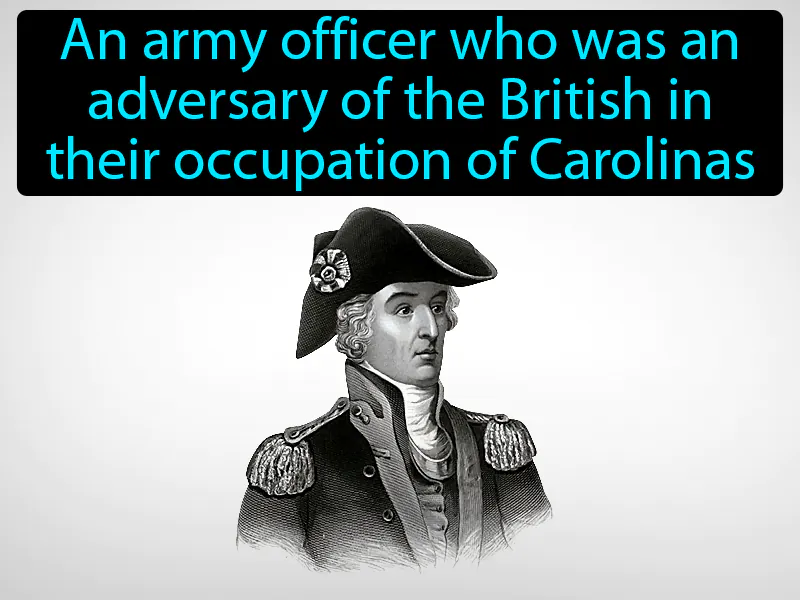 An army officer who was an
adversary of the British in
their occupation of Carolinas